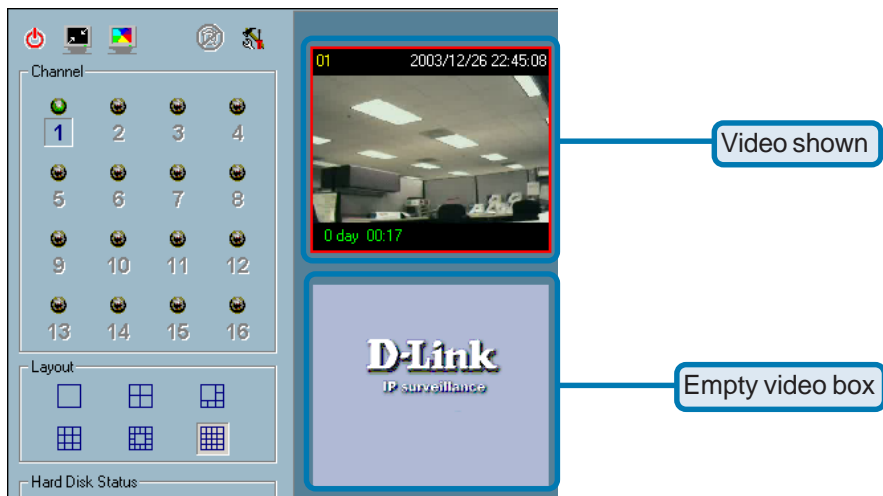 Channel
1 2 3 4
5 6 7 8
9 10 11 12
13 14 15 16
Layout
Hard Disk Status
01 2003/12/26 22:45:08
0 day 00:17
D-Link
IP surveillance
Video shown
Empty video box